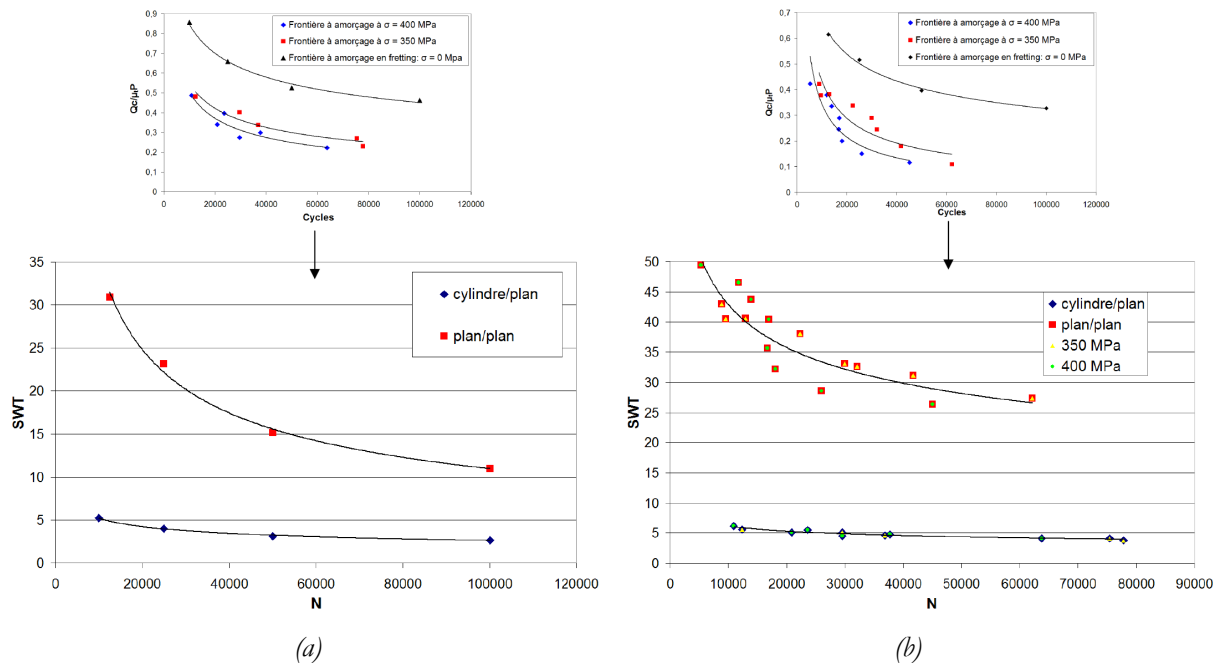 0,9
0,8
0,7
0,6
0,5
0,4
0,3
0,2
0,1
0
Qc/μfP
0 20000 40000 60000 80000 100000 120000
Cycles
Frontière à amorçage à σ = 400 MPa
Frontière à amorçage à σ = 350 MPa
Frontière à amorçage en fretting: σ = 0 Mpa
0,7
0,6
0,5
0,4
0,3
0,2
0,1
0
Qc/μfP
0 20000 40000 60000 80000 100000 120000
Cycles
Frontière à amorçage à σ = 400 MPa
Frontière à amorçage à σ = 350 MPa
Frontière à amorçage en fretting: σ = 0 Mpa
35
30
25
20
15
10
5
0
SWT
0 20000 40000 60000 80000 100000 120000
N
cylindre/plan
plan/plan
(a)
50
45
40
35
30
25
20
15
10
5
0
SWT
0 10000 20000 30000 40000 50000 60000 70000 80000 90000
N
cylindre/plan
plan/plan
350 MPa
400 MPa
(b)